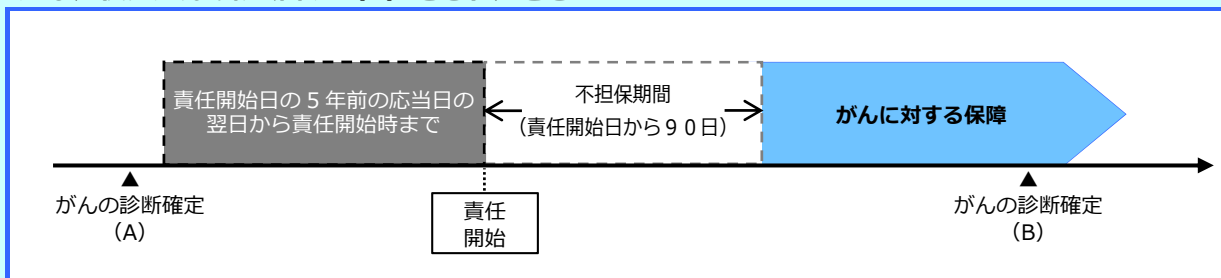 責任開始日の５年前の応当日の
翌日から責任開始時まで
不担保期間
（責任開始日から９０日）
がんに対する保障
がんの診断確定
（A）
責任
開始
がんの診断確定
（B）